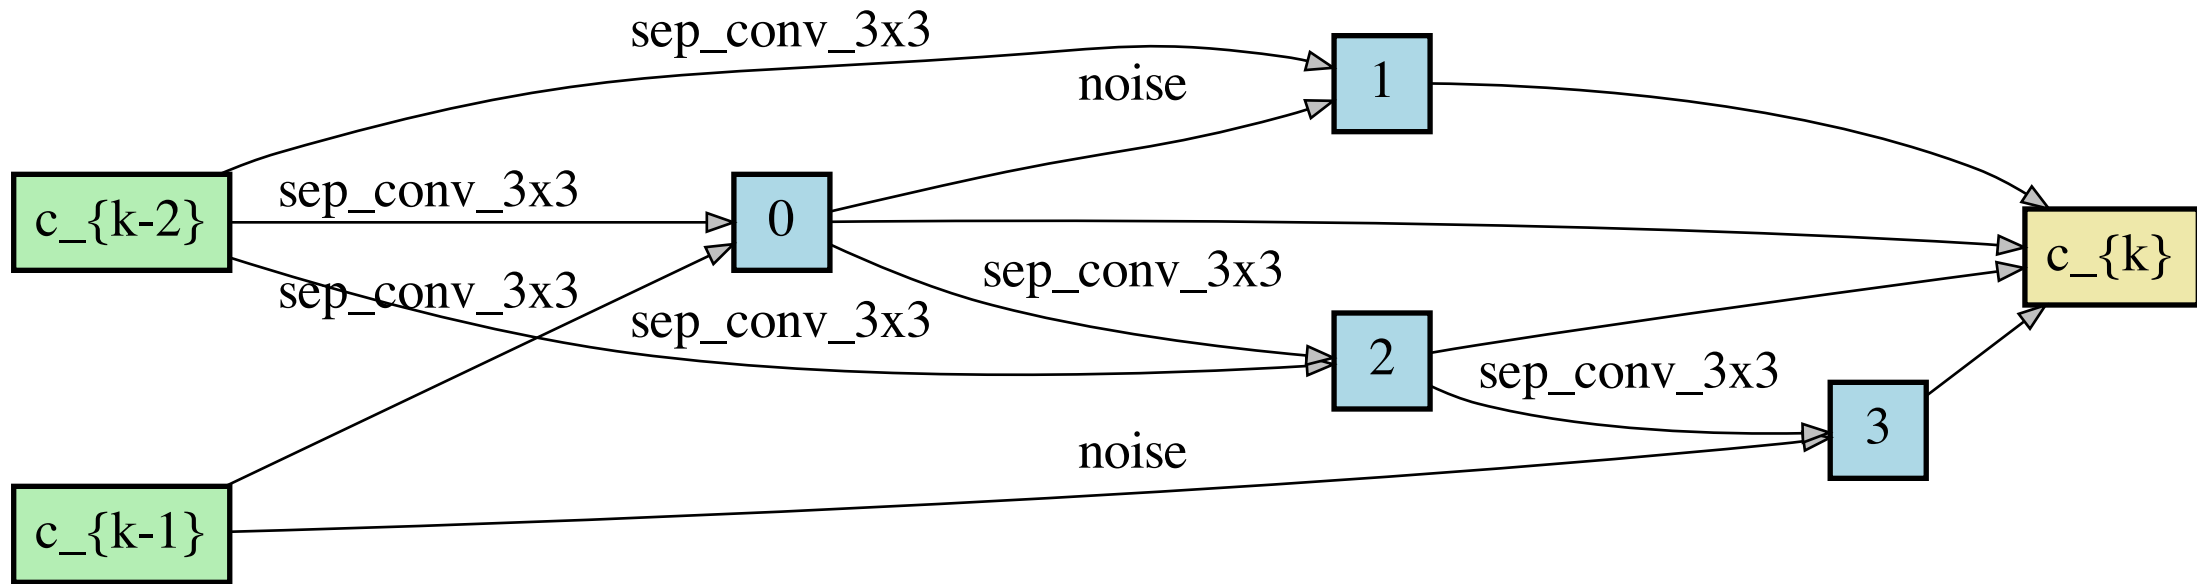 sep_conv_3x3
noise
1
c_{k-2}
sep_conv_3x3
0
c_{k}
sep_conv_3x3
sep_conv_3x3
sep_conv_3x3
2
sep_conv_3x3
3
noise
c_{k-1}